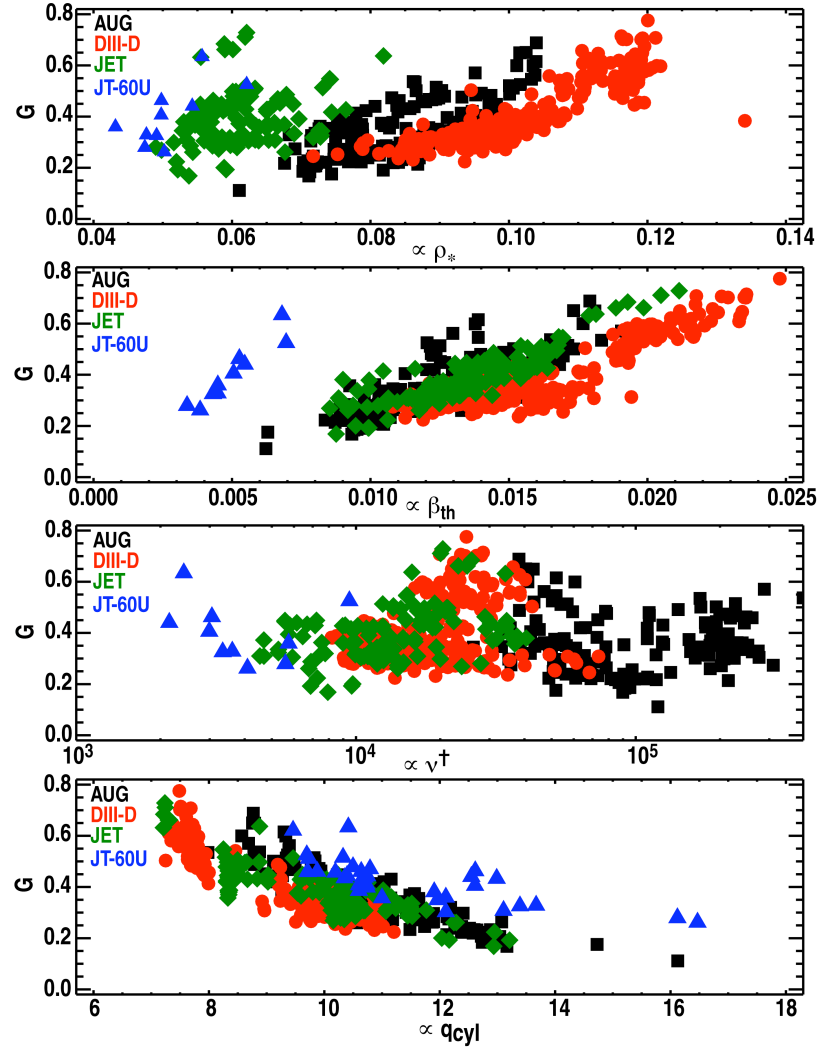 0.8
AUG
DIII-D
JET
JT-60U
0.6
G
0.4
0.2
0.0
0.04 0.06 0.08 0.10 0.12 0.14
∝ ρ*
0.8
AUG
DIII-D
JET
JT-60U
0.6
G
0.4
0.2
0.0
0.000 0.005 0.010 0.015 0.020 0.025
∝ βth
0.8
AUG
DIII-D
JET
JT-60U
0.6
G
0.4
0.2
0.0
10³ 10⁴ 10⁵
∝ ν†
0.8
AUG
DIII-D
JET
JT-60U
0.6
G
0.4
0.2
0.0
6 8 10 12 14 16 18
∝ qcyl